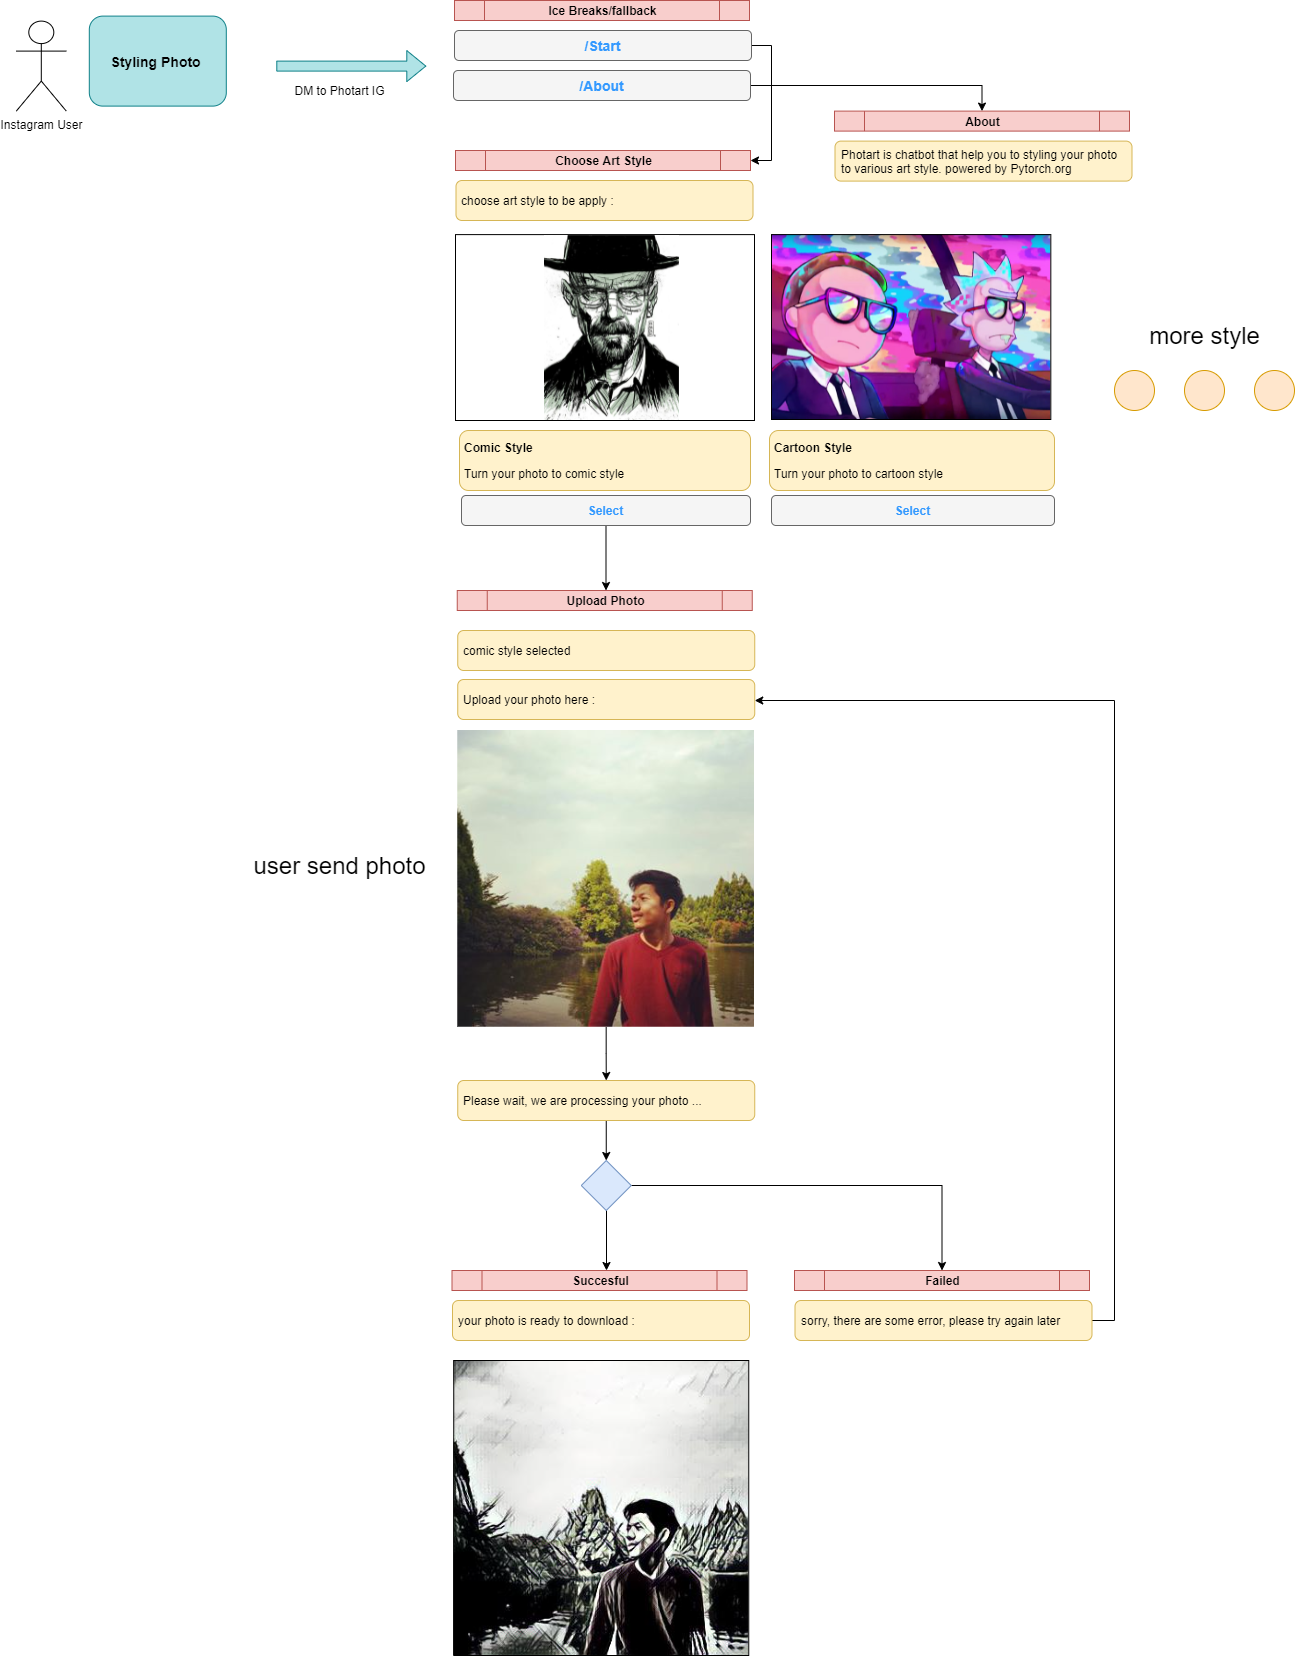 Ice Breaks/fallback
/Start
/About
Styling Photo
DM to Photart IG
Instagram User
About
Photart is chatbot that help you to styling your photo
to various art style. powered by Pytorch.org
Choose Art Style
choose art style to be apply :
more style
Comic Style
Turn your photo to comic style
Select
Cartoon Style
Turn your photo to cartoon style
Select
Upload Photo
comic style selected
Upload your photo here :
user send photo
Please wait, we are processing your photo ...
Succesful
your photo is ready to download :
Failed
sorry, there are some error, please try again later